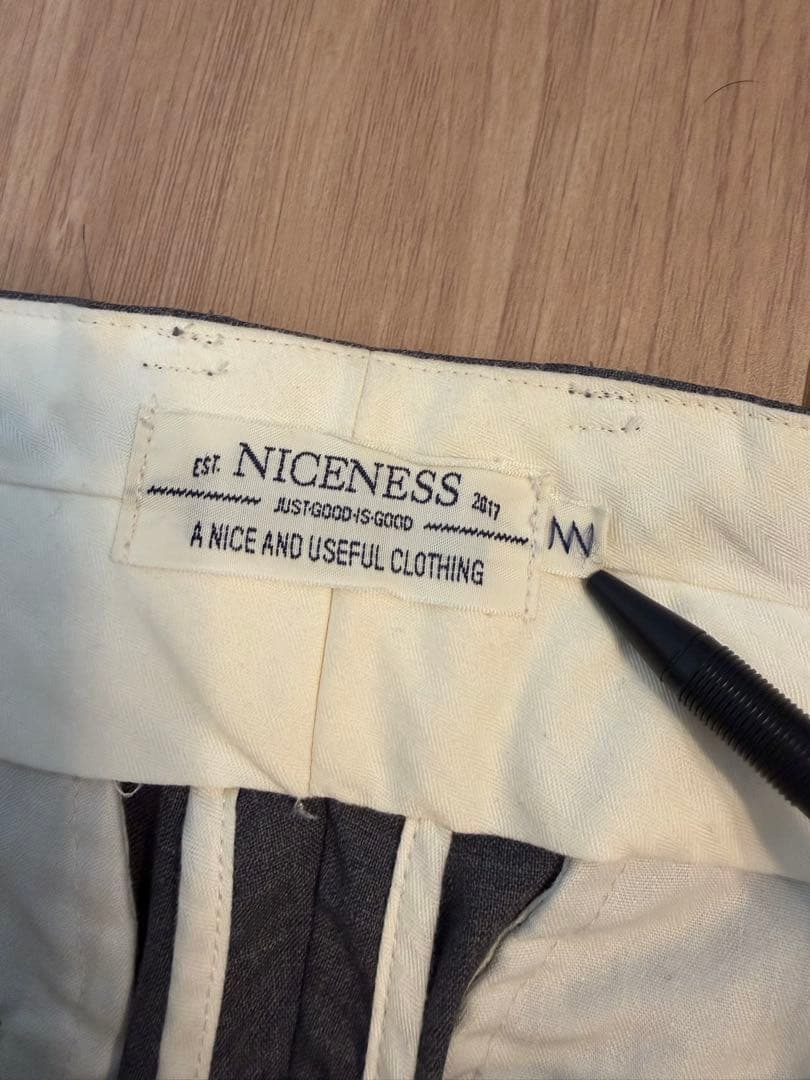 EST. NICENESS 2017
JUST·GOOD·IS·GOOD
A NICE AND USEFUL CLOTHING